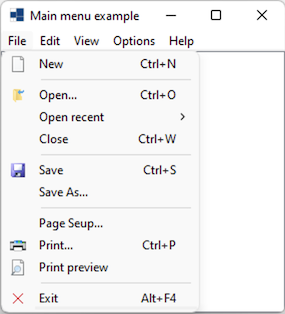 Main menu example
File Edit View Options Help
New Ctrl+N
Open... Ctrl+O
Open recent
Close Ctrl+W
Save Ctrl+S
Save As...
Page Seup...
Print... Ctrl+P
Print preview
Exit Alt+F4